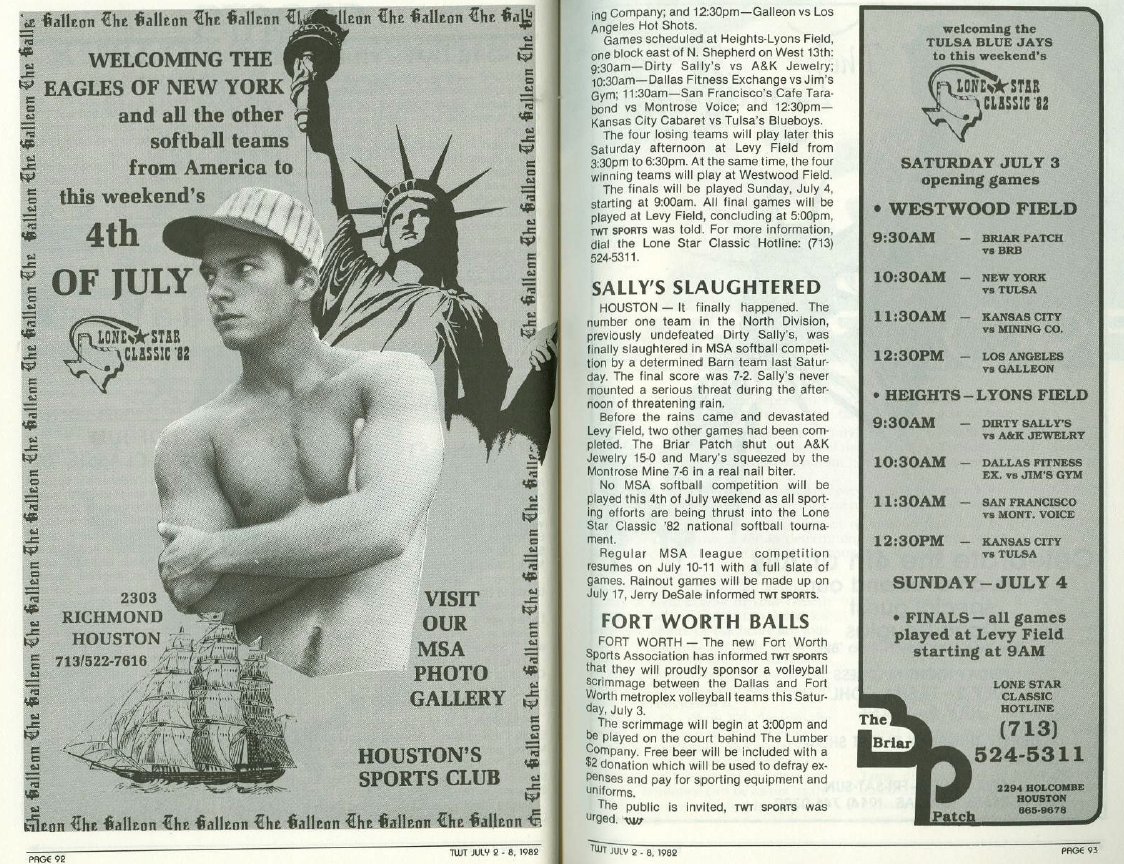 The Galleon The Galleon The Galleon The Galleon The Galleon The Galleon
WELCOMING THE
EAGLES OF NEW YORK
and all the other
softball teams
from America to
this weekend's
4th
OF JULY
LONE STAR
CLASSIC '82
2303
RICHMOND
HOUSTON
713/522-7616
VISIT
OUR
MSA
PHOTO
GALLERY
HOUSTON'S
SPORTS CLUB
The Galleon The Galleon The Galleon The Galleon The Galleon
PAGE 92
TWT JULY 2 - 8, 1982
ing Company; and 12:30pm—Galleon vs Los
Angeles Hot Shots.
Games scheduled at Heights-Lyons Field,
one block east of N. Shepherd on West 13th:
9:30am—Dirty Sally's vs A&K Jewelry;
10:30am—Dallas Fitness Exchange vs Jim's
Gym; 11:30am—San Francisco's Cafe Tara-
bond vs Montrose Voice; and 12:30pm—
Kansas City Cabaret vs Tulsa's Blueboys.
The four losing teams will play later this
Saturday afternoon at Levy Field from
3:30pm to 6:30pm. At the same time, the four
winning teams will play at Westwood Field.
The finals will be played Sunday, July 4,
starting at 9:00am. All final games will be
played at Levy Field, concluding at 5:00pm,
TWT SPORTS was told. For more information,
dial the Lone Star Classic Hotline: (713)
524-5311.
SALLY'S SLAUGHTERED
HOUSTON — It finally happened. The
number one team in the North Division,
previously undefeated Dirty Sally's, was
finally slaughtered in MSA softball competi-
tion by a determined Barn team last Satur-
day. The final score was 7-2. Sally's never
mounted a serious threat during the after-
noon of threatening rain.
Before the rains came and devastated
Levy Field, two other games had been com-
pleted. The Briar Patch shut out A&K
Jewelry 15-0 and Mary's squeezed by the
Montrose Mine 7-6 in a real nail biter.
No MSA softball competition will be
played this 4th of July weekend as all sport-
ing efforts are being thrust into the Lone
Star Classic '82 national softball tourna-
ment.
Regular MSA league competition
resumes on July 10-11 with a full slate of
games. Rainout games will be made up on
July 17, Jerry DeSale informed TWT SPORTS.
FORT WORTH BALLS
FORT WORTH — The new Fort Worth
Sports Association has informed TWT SPORTS
that they will proudly sponsor a volleyball
scrimmage between the Dallas and Fort
Worth metroplex volleyball teams this Satur-
day, July 3.
The scrimmage will begin at 3:00pm and
be played on the court behind The Lumber
Company. Free beer will be included with a
$2 donation which will be used to defray ex-
penses and pay for sporting equipment and
uniforms.
The public is invited, TWT SPORTS was
urged.
welcoming the
TULSA BLUE JAYS
to this weekend's
LONE STAR
CLASSIC '82
SATURDAY JULY 3
opening games
• WESTWOOD FIELD
9:30AM — BRIAR PATCH
vs BRB
10:30AM — NEW YORK
vs TULSA
11:30AM — KANSAS CITY
vs MINING CO.
12:30PM — LOS ANGELES
vs GALLEON
• HEIGHTS—LYONS FIELD
9:30AM — DIRTY SALLY'S
vs A&K JEWELRY
10:30AM — DALLAS FITNESS
EX. vs JIM'S GYM
11:30AM — SAN FRANCISCO
vs MONT. VOICE
12:30PM — KANSAS CITY
vs TULSA
SUNDAY—JULY 4
• FINALS—all games
played at Levy Field
starting at 9AM
LONE STAR
CLASSIC
HOTLINE
(713)
524-5311
The
Briar
Patch
2294 HOLCOMBE
HOUSTON
665-9678
TWT JULY 2 - 8, 1982
PAGE 93